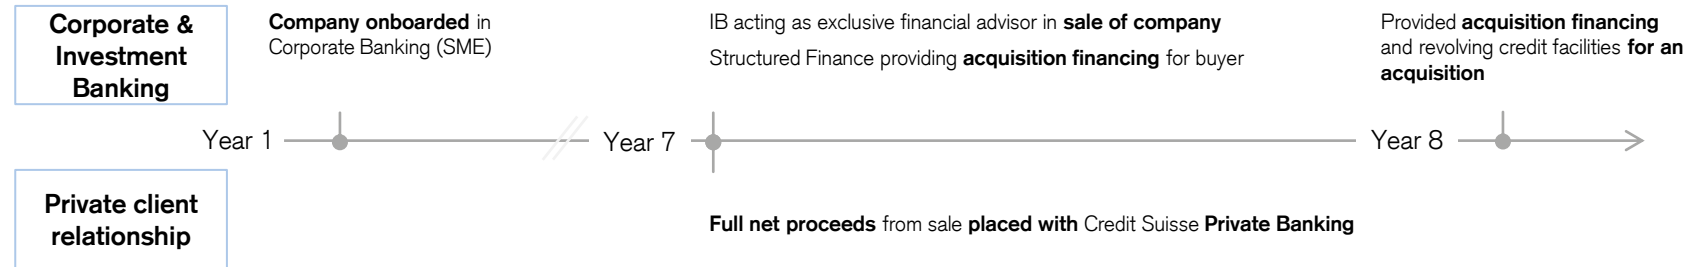 Corporate &
Investment
Banking
Company onboarded in
Corporate Banking (SME)
IB acting as exclusive financial advisor in sale of company
Structured Finance providing acquisition financing for buyer
Provided acquisition financing
and revolving credit facilities for an
acquisition
Year 1
Year 7
Year 8
Private client
relationship
Full net proceeds from sale placed with Credit Suisse Private Banking